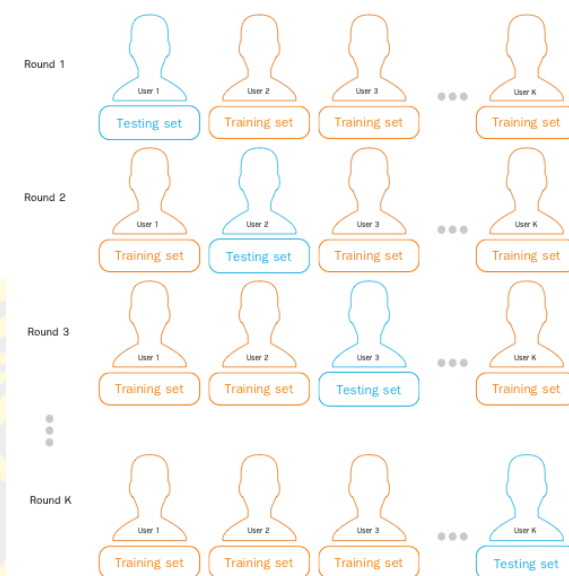 Round 1
User 1
User 2
User 3
User K
Testing set
Training set
Training set
Training set
Round 2
User 1
User 2
User 3
User K
Training set
Testing set
Training set
Training set
Round 3
User 1
User 2
User 3
User K
Training set
Training set
Testing set
Training set
Round K
User 1
User 2
User 3
User K
Training set
Training set
Training set
Testing set